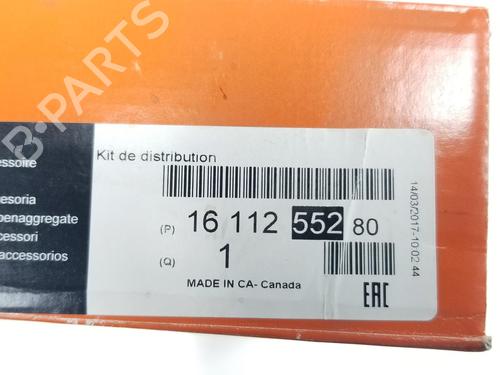 B-PARTS
essoire
Kit de distribution
esoria
benaggregate
cessori
accessorios
(P) 16 112 552 80
(Q) 1
MADE IN CA- Canada
14/03/2017-10:02:44
EAC